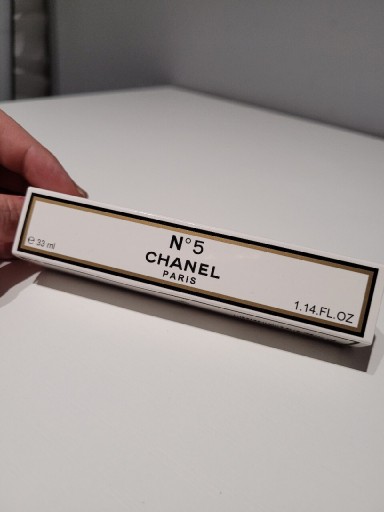 N°5
CHANEL
PARIS
℮ 33 ml
1.14.FL.OZ